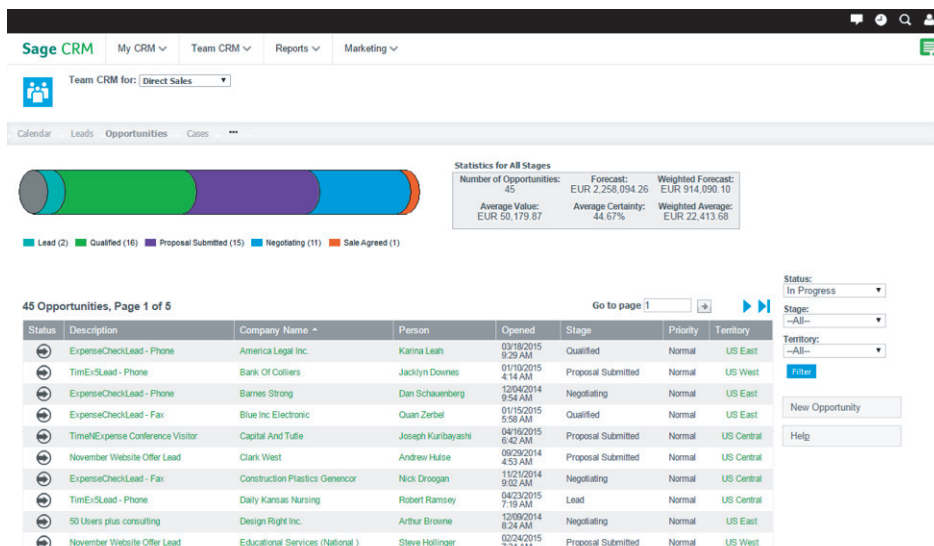 Sage CRM My CRM Team CRM Reports Marketing
Team CRM for: Direct Sales
Calendar Leads Opportunities Cases •••
Statistics for All Stages
Number of Opportunities: Forecast: Weighted Forecast:
45 EUR 2,258,094.26 EUR 914,090.10
Average Value: Average Certainty: Weighted Average:
EUR 50,179.87 44.67% EUR 22,413.68
Lead (2) Qualified (16) Proposal Submitted (15) Negotiating (11) Sale Agreed (1)
Status:
In Progress
Stage:
--All--
Territory:
--All--
Filter
New Opportunity
Help
45 Opportunities, Page 1 of 5 Go to page 1
Status Description Company Name Person Opened Stage Priority Territory
ExpenseCheckLead - Phone America Legal Inc. Karina Leah 03/18/2015 9:29 AM Qualified Normal US East
TimEx5Lead - Phone Bank Of Colliers Jacklyn Downes 01/10/2015 4:14 AM Proposal Submitted Normal US West
ExpenseCheckLead - Phone Barnes Strong Dan Schauenberg 12/04/2014 9:54 AM Negotiating Normal US East
ExpenseCheckLead - Fax Blue Inc Electronic Quan Zerbel 01/15/2015 5:58 AM Qualified Normal US East
TimeNExpense Conference Visitor Capital And Tutle Joseph Kuribayashi 04/16/2015 6:42 AM Proposal Submitted Normal US Central
November Website Offer Lead Clark West Andrew Hulse 09/29/2014 4:53 AM Proposal Submitted Normal US Central
ExpenseCheckLead - Fax Construction Plastics Genencor Nick Droogan 11/21/2014 9:02 AM Negotiating Normal US Central
TimEx5Lead - Phone Daily Kansas Nursing Robert Ramsey 04/23/2015 7:19 AM Lead Normal US Central
50 Users plus consulting Design Right Inc. Arthur Browne 12/09/2014 8:24 AM Negotiating Normal US East
November Website Offer Lead Educational Services (National ) Steve Hollinger 02/24/2015 Proposal Submitted Normal US West